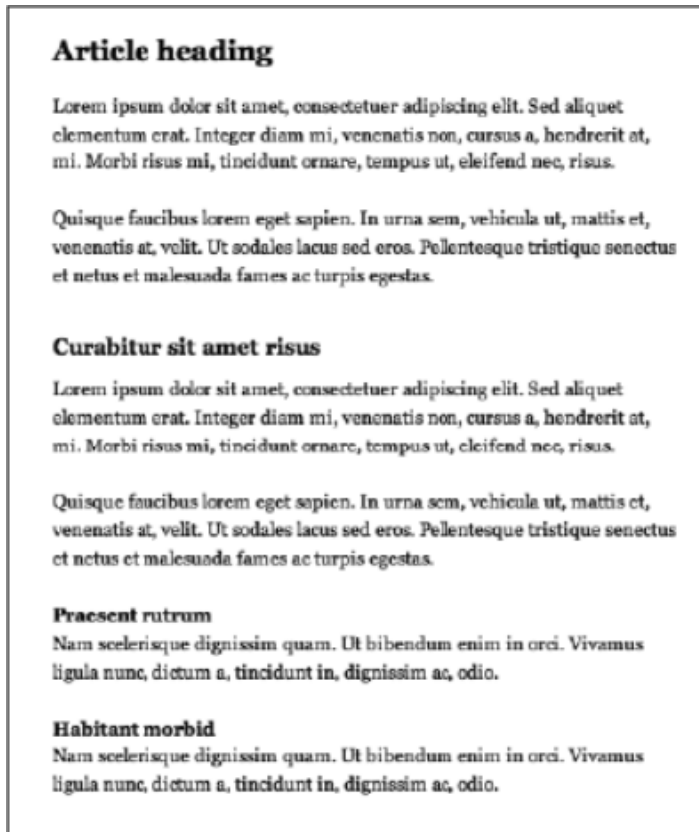 Article heading
Lorem ipsum dolor sit amet, consectetuer adipiscing elit. Sed aliquet
elementum erat. Integer diam mi, venenatis non, cursus a, hendrerit at,
mi. Morbi risus mi, tincidunt ornare, tempus ut, eleifend nec, risus.
Quisque faucibus lorem eget sapien. In urna sem, vehicula ut, mattis et,
venenatis at, velit. Ut sodales lacus sed eros. Pellentesque tristique senectus
et netus et malesuada fames ac turpis egestas.
Curabitur sit amet risus
Lorem ipsum dolor sit amet, consectetuer adipiscing elit. Sed aliquet
elementum erat. Integer diam mi, venenatis non, cursus a, hendrerit at,
mi. Morbi risus mi, tincidunt ornare, tempus ut, eleifend nec, risus.
Quisque faucibus lorem eget sapien. In urna sem, vehicula ut, mattis et,
venenatis at, velit. Ut sodales lacus sed eros. Pellentesque tristique senectus
et netus et malesuada fames ac turpis egestas.
Praesent rutrum
Nam scelerisque dignissim quam. Ut bibendum enim in orci. Vivamus
ligula nunc, dictum a, tincidunt in, dignissim ac, odio.
Habitant morbid
Nam scelerisque dignissim quam. Ut bibendum enim in orci. Vivamus
ligula nunc, dictum a, tincidunt in, dignissim ac, odio.